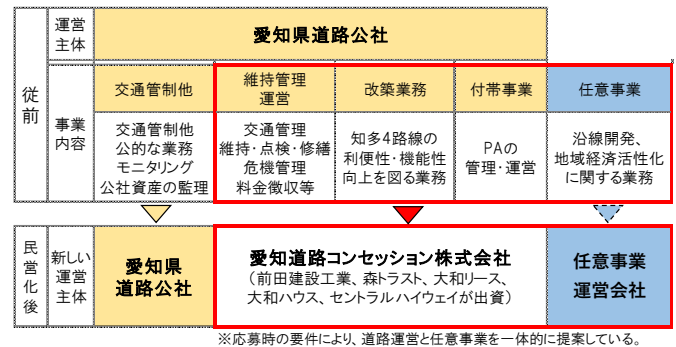 運営
主体
愛知県道路公社
従
前
事業
内容
交通管制他
維持管理
運営
改築業務
付帯事業
任意事業
交通管制他
公的な業務
モニタリング
公社資産の監理
交通管理
維持・点検・修繕
危機管理
料金徴収等
知多4路線の
利便性・機能性
向上を図る業務
PAの
管理・運営
沿線開発、
地域経済活性化
に関する業務
民
営
化
後
新しい
運営
主体
愛知県
道路公社
愛知道路コンセッション株式会社
（前田建設工業、森トラスト、大和リース、
大和ハウス、セントラルハイウェイが出資）
任意事業
運営会社
※応募時の要件により、道路運営と任意事業を一体的に提案している。